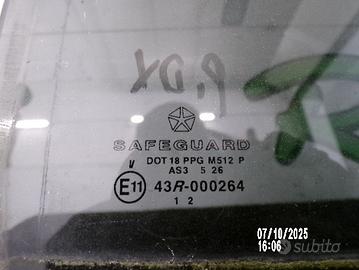 P. DX
SAFEGUARD
V
DOT 18 PPG M512 P
AS3 5 26
E11 43R-000264
1 2
07/10/2025
16:06
subito